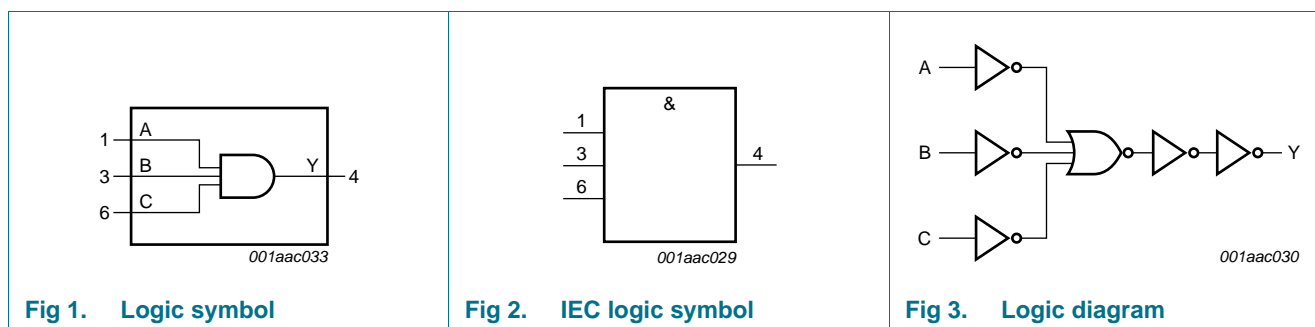 1
A
3
B
6
C
Y
4
001aac033
Fig 1. Logic symbol
&
1
3
6
4
001aac029
Fig 2. IEC logic symbol
A
B
C
Y
001aac030
Fig 3. Logic diagram